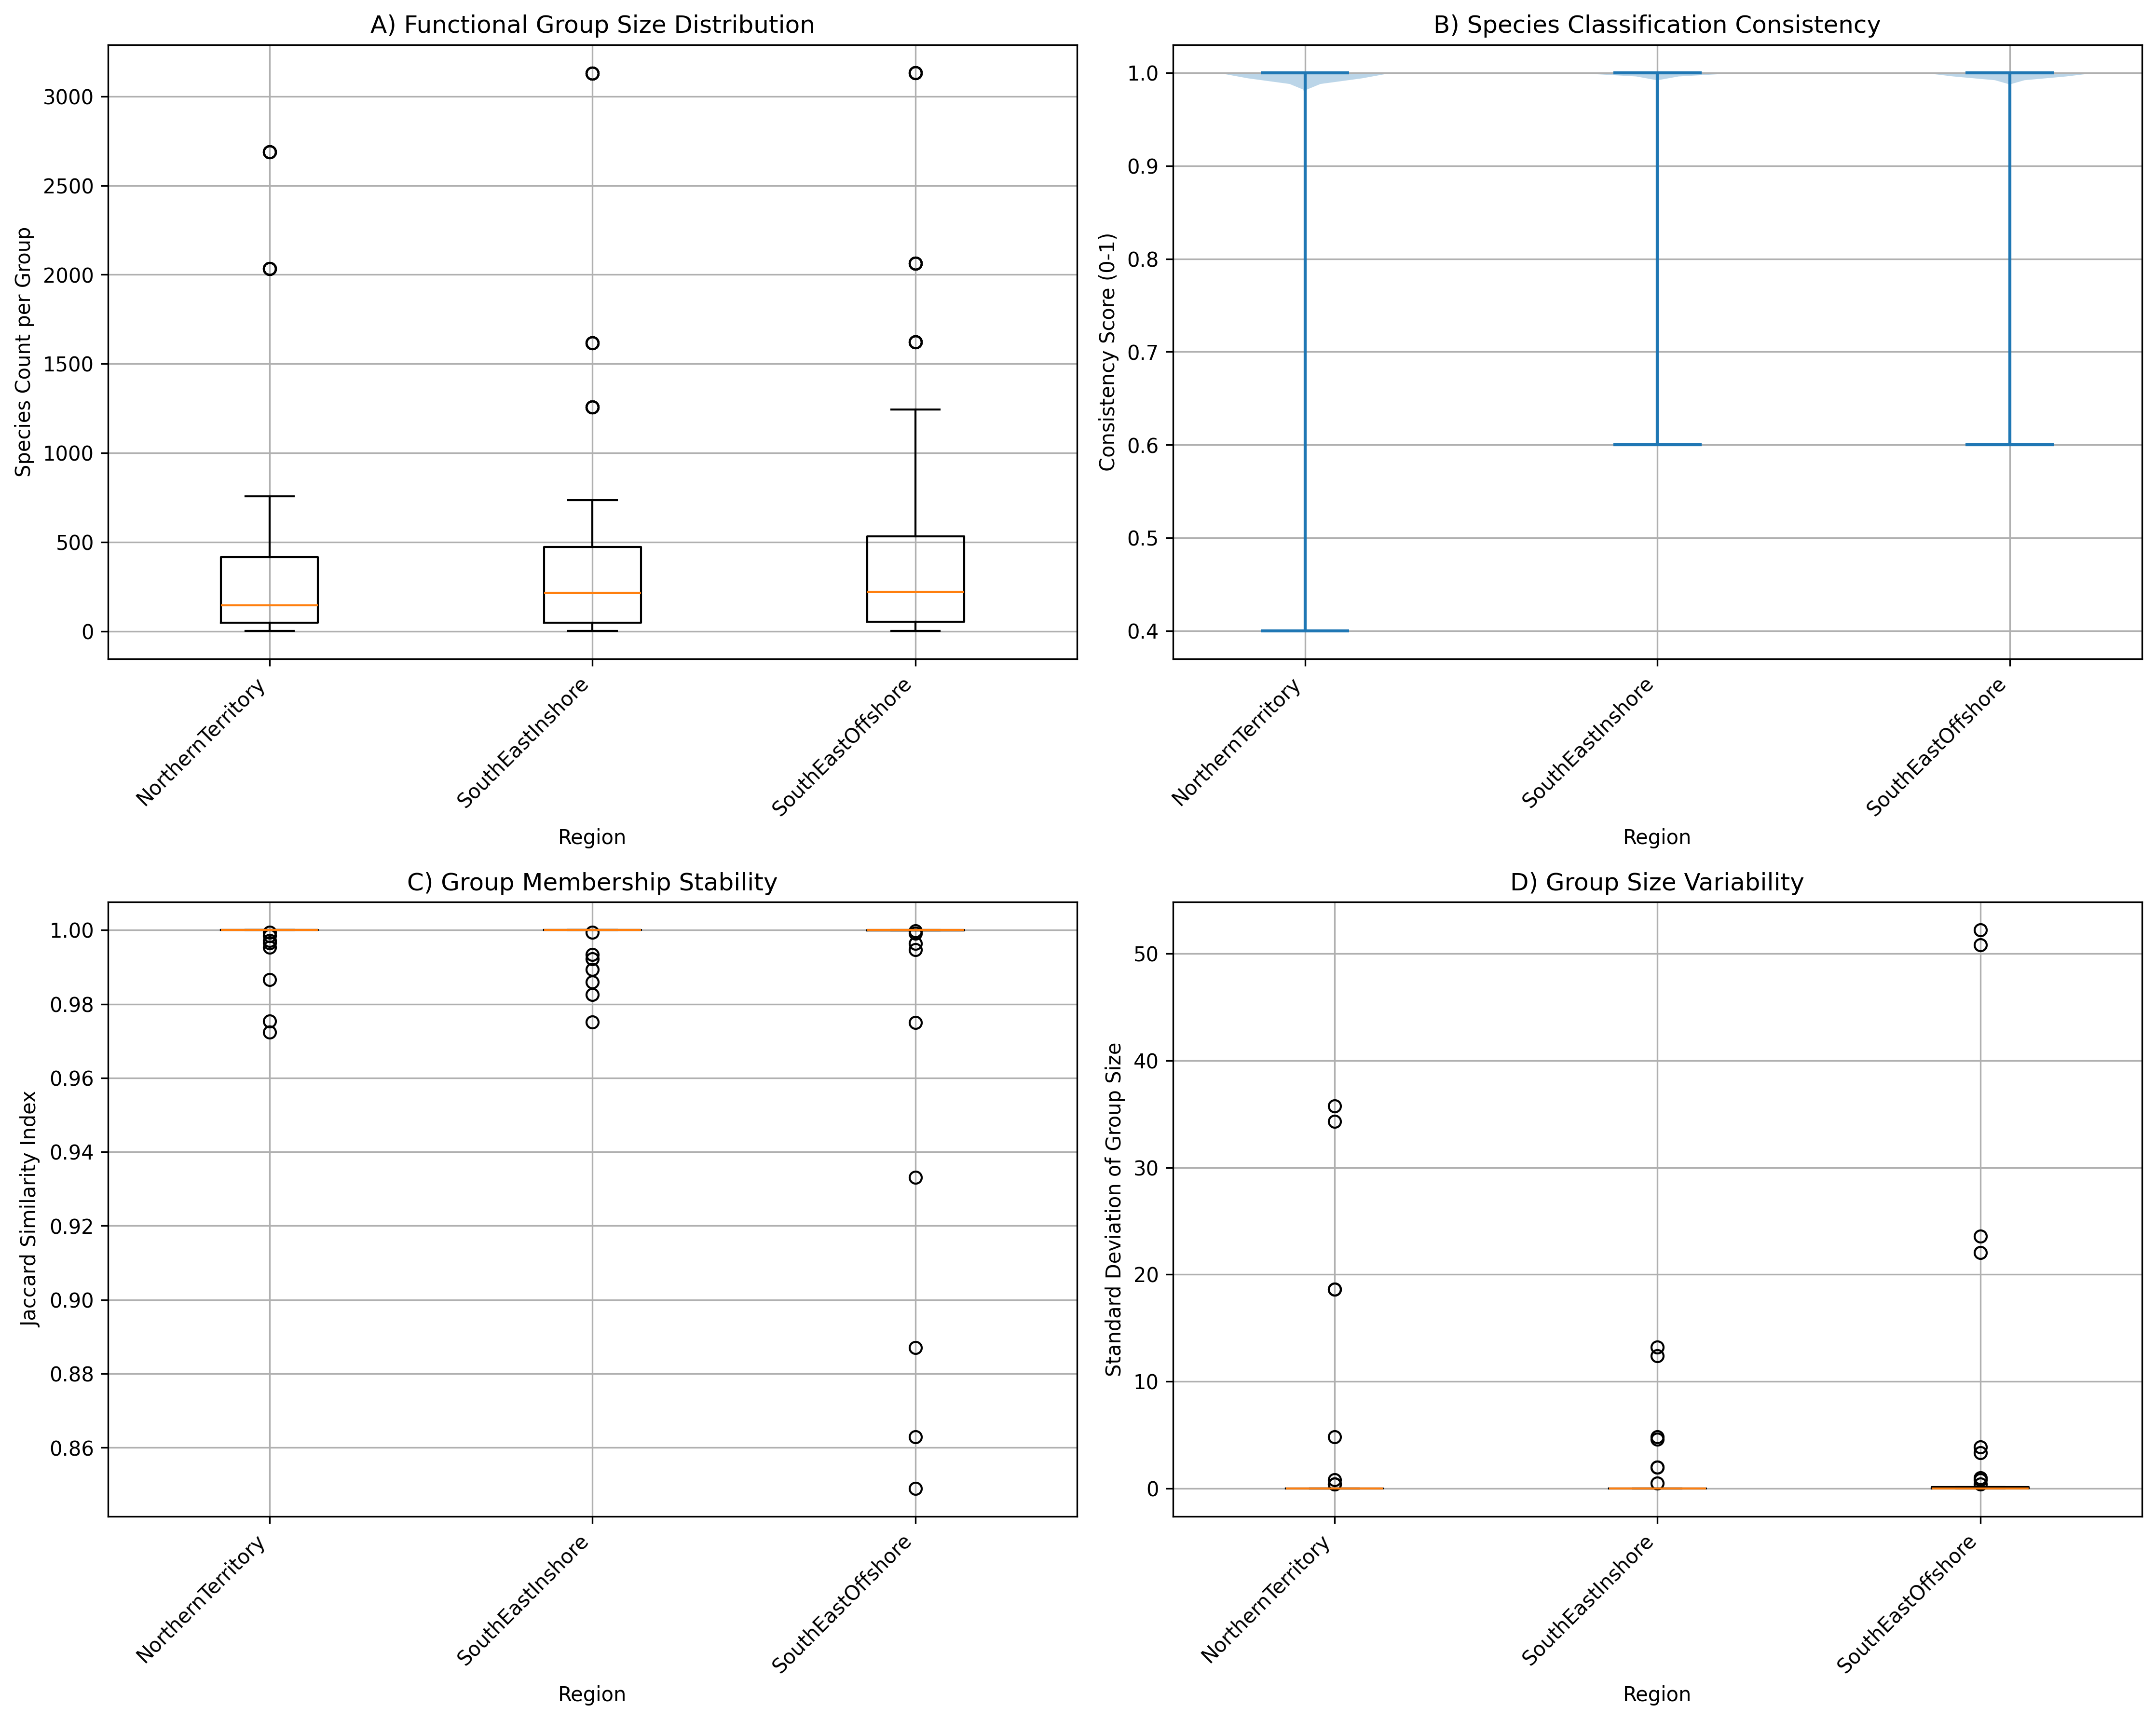 A) Functional Group Size Distribution
Species Count per Group
3000
2500
2000
1500
1000
500
0
NorthernTerritory
SouthEastInshore
SouthEastOffshore
Region
B) Species Classification Consistency
Consistency Score (0-1)
1.0
0.9
0.8
0.7
0.6
0.5
0.4
NorthernTerritory
SouthEastInshore
SouthEastOffshore
Region
C) Group Membership Stability
Jaccard Similarity Index
1.00
0.98
0.96
0.94
0.92
0.90
0.88
0.86
NorthernTerritory
SouthEastInshore
SouthEastOffshore
Region
D) Group Size Variability
Standard Deviation of Group Size
50
40
30
20
10
0
NorthernTerritory
SouthEastInshore
SouthEastOffshore
Region